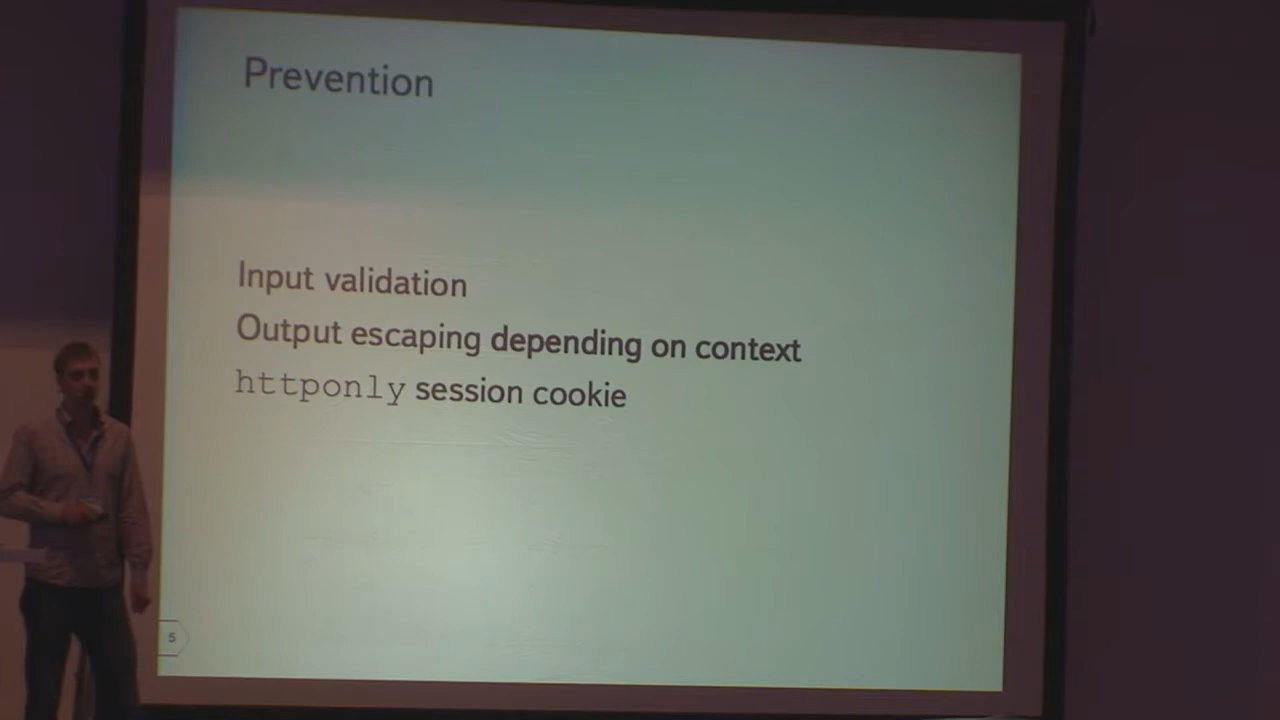 Prevention
Input validation
Output escaping depending on context
httponly session cookie
5